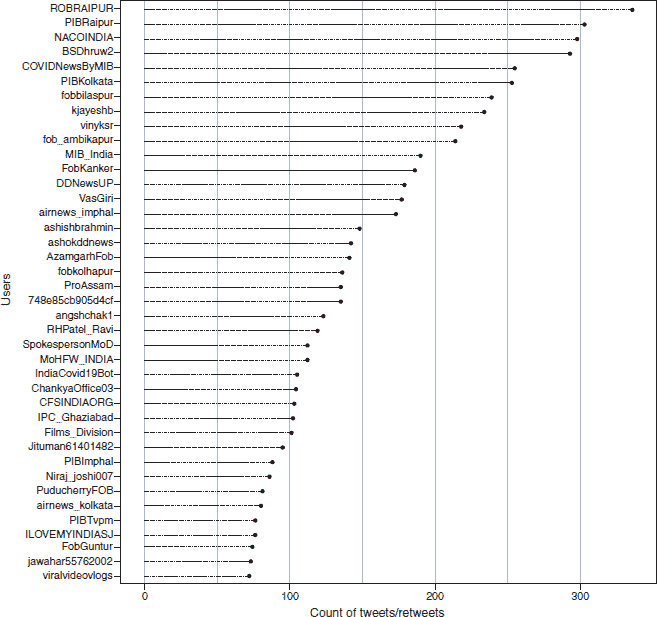 ROBRAIPUR
PIBRaipur
NACOINDIA
BSDhruw2
COVIDNewsByMIB
PIBKolkata
fobbilaspur
kjayeshb
vinyksr
fob_ambikapur
MIB_India
FobKanker
DDNewsUP
VasGiri
airnews_imphal
ashishbrahmin
ashokddnews
AzamgarhFob
fobkolhapur
ProAssam
748e85cb905d4cf
angshchak1
RHPatel_Ravi
SpokespersonMoD
MoHFW_INDIA
IndiaCovid19Bot
ChankyaOffice03
CFSINDIAORG
IPC_Ghaziabad
Films_Division
Jituman61401482
PIBImphal
Niraj_joshi007
PuducherryFOB
airnews_kolkata
PIBTvpm
ILOVEMYINDIASJ
FobGuntur
jawahar55762002
viralvideovlogs
Users
0 100 200 300
Count of tweets/retweets